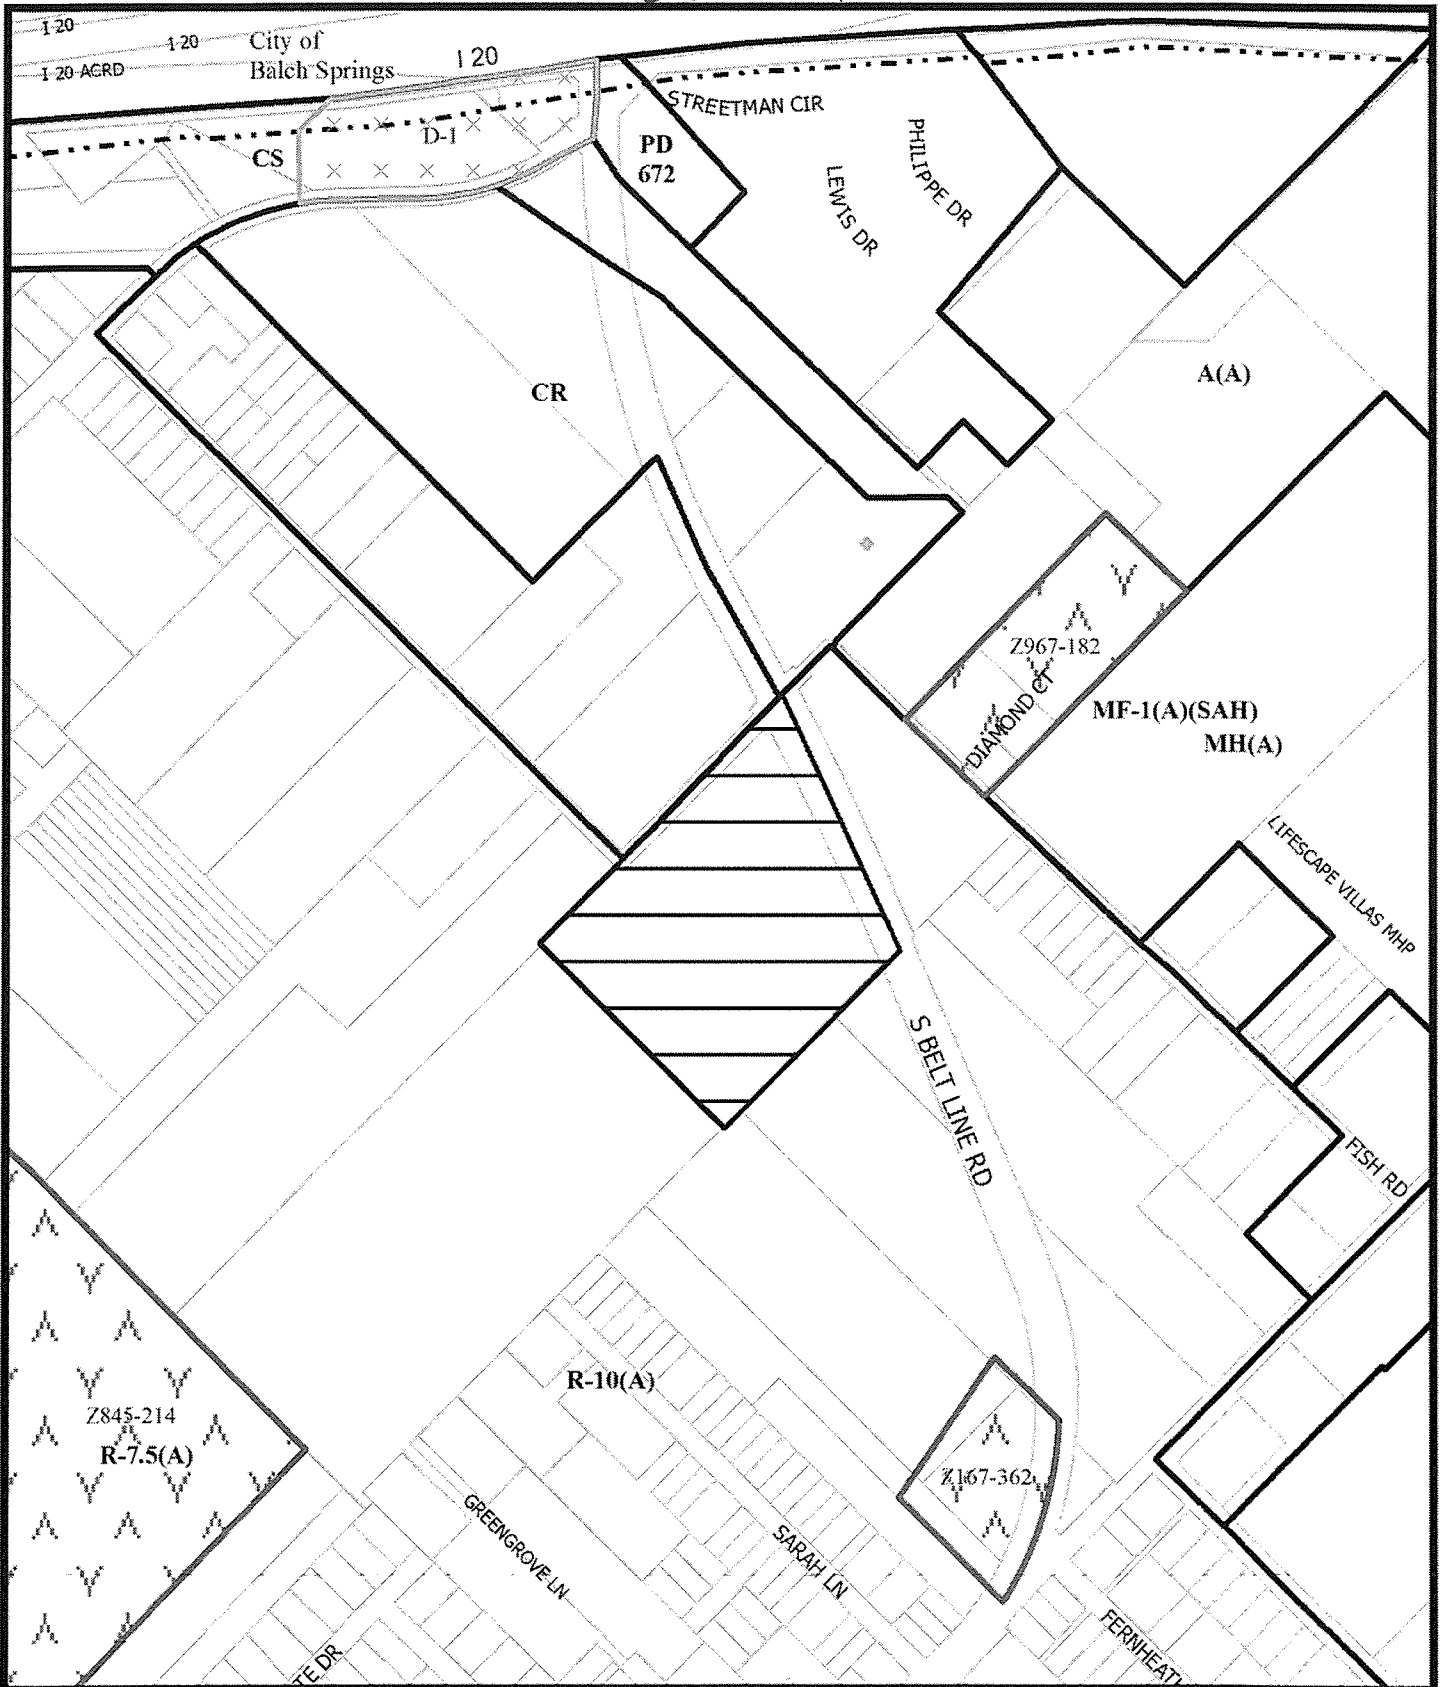 I 20
I 20
City of
Balch Springs
I 20
I 20 ACRD
STREETMAN CIR
D-1
CS
PD
672
PHILIPPE DR
LEWIS DR
CR
A(A)
Z967-182
DIAMOND CT
MF-1(A)(SAH)
MH(A)
LIFESCAPE VILLAS MHP
S BELT LINE RD
FISH RD
R-10(A)
Z845-214
R-7.5(A)
Z167-362
GREENGROVE LN
SARAH LN
TE DR
FERNHEATH